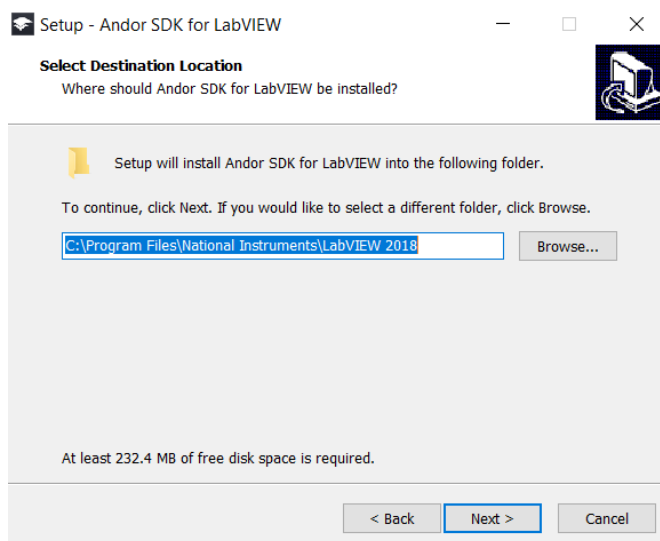 Setup - Andor SDK for LabVIEW
Select Destination Location
Where should Andor SDK for LabVIEW be installed?
Setup will install Andor SDK for LabVIEW into the following folder.
To continue, click Next. If you would like to select a different folder, click Browse.
C:\Program Files\National Instruments\LabVIEW 2018
Browse...
At least 232.4 MB of free disk space is required.
< Back
Next >
Cancel